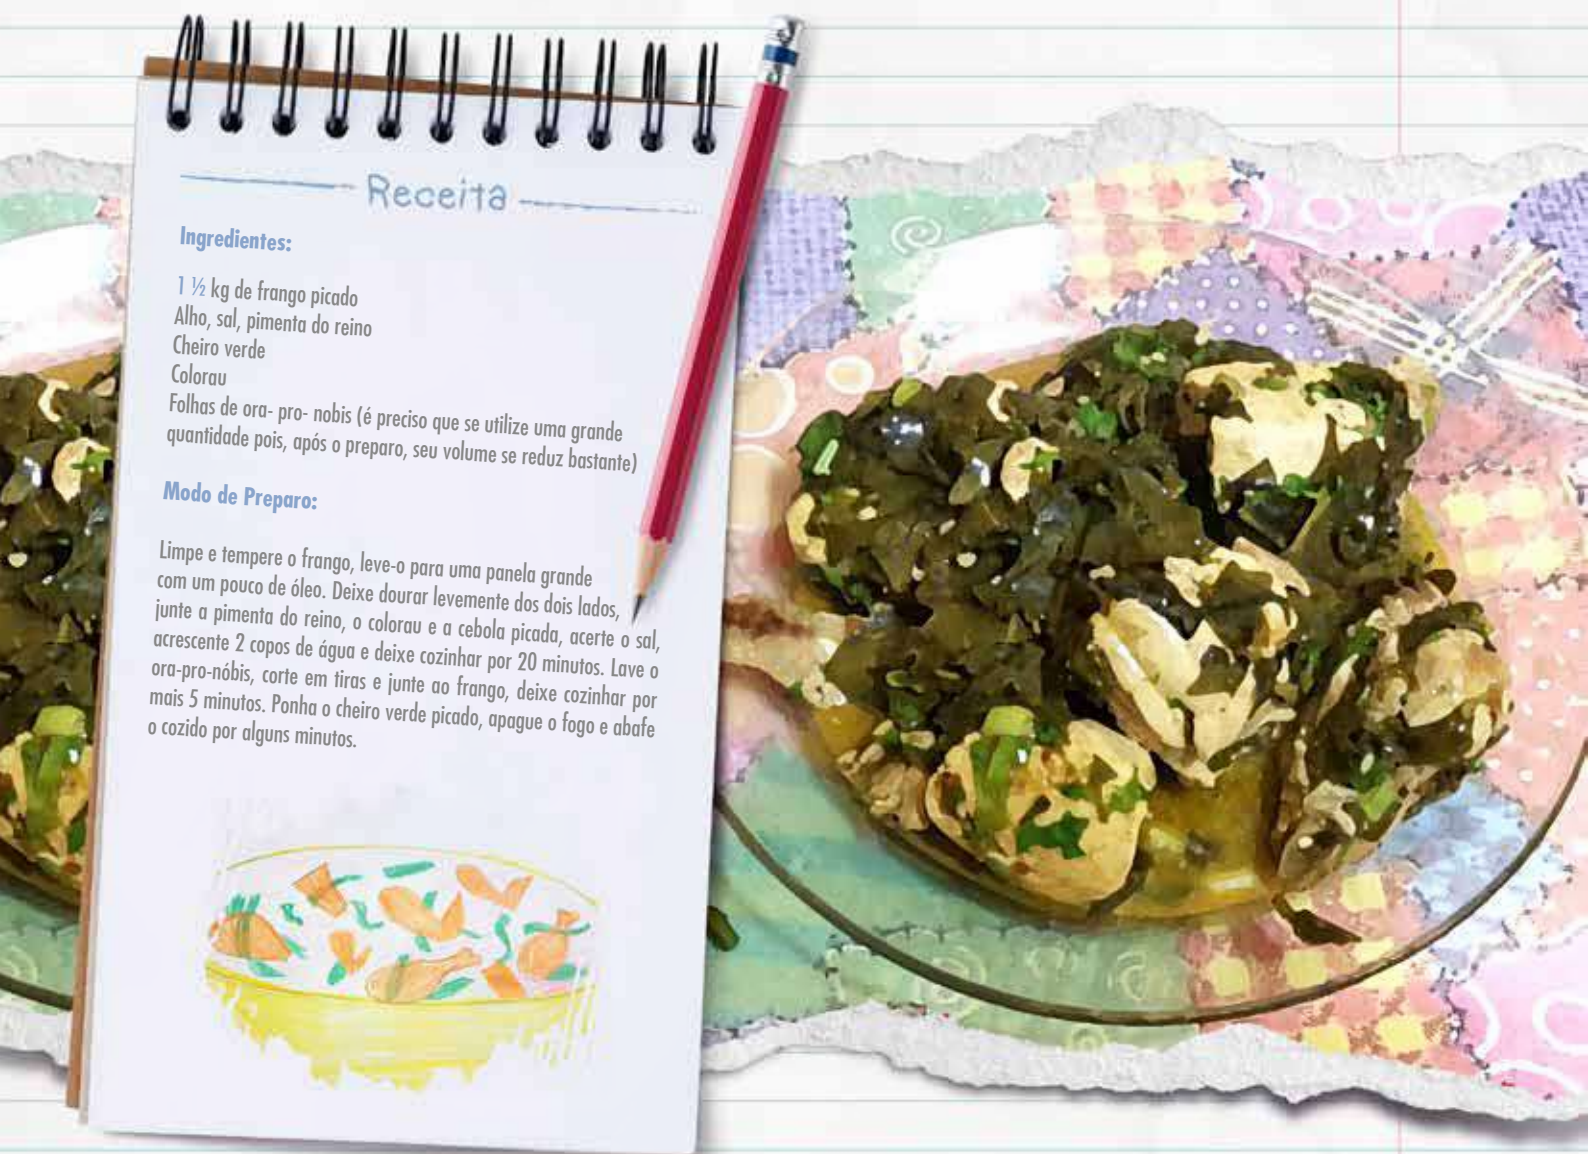 Receita
Ingredientes:
1 ½ kg de frango picado
Alho, sal, pimenta do reino
Cheiro verde
Colorau
Folhas de ora- pro- nobis (é preciso que se utilize uma grande
quantidade pois, após o preparo, seu volume se reduz bastante)
Modo de Preparo:
Limpe e tempere o frango, leve-o para uma panela grande
com um pouco de óleo. Deixe dourar levemente dos dois lados,
junte a pimenta do reino, o colorau e a cebola picada, acerte o sal,
acrescente 2 copos de água e deixe cozinhar por 20 minutos. Lave o
ora-pro-nóbis, corte em tiras e junte ao frango, deixe cozinhar por
mais 5 minutos. Ponha o cheiro verde picado, apague o fogo e abafe
o cozido por alguns minutos.